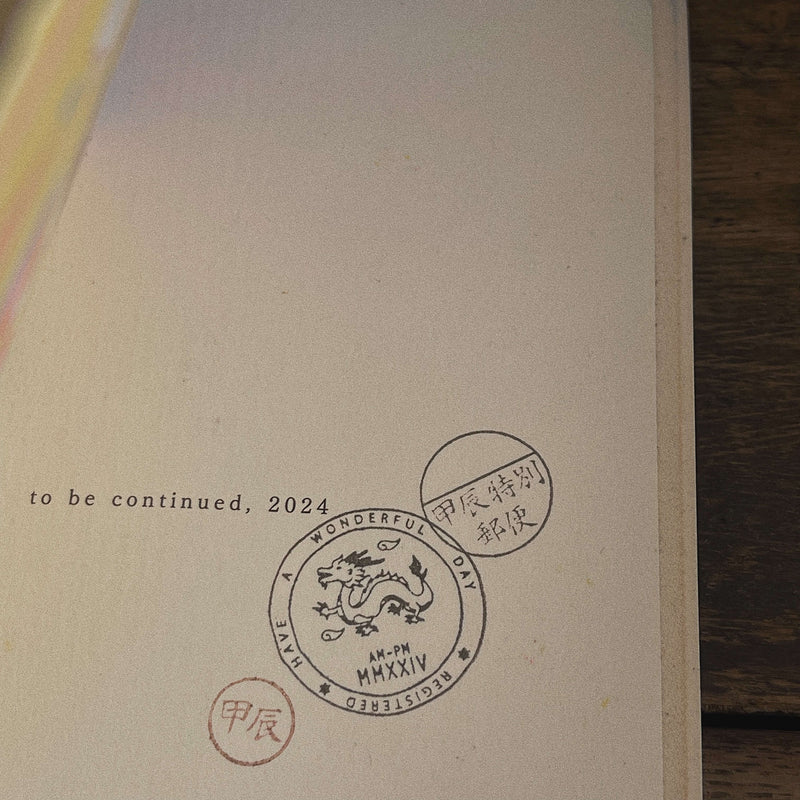 to be continued, 2024
甲辰特別
郵便
HAVE A WONDERFUL DAY
AM-PM
MMXXIV
REGISTERED
甲辰